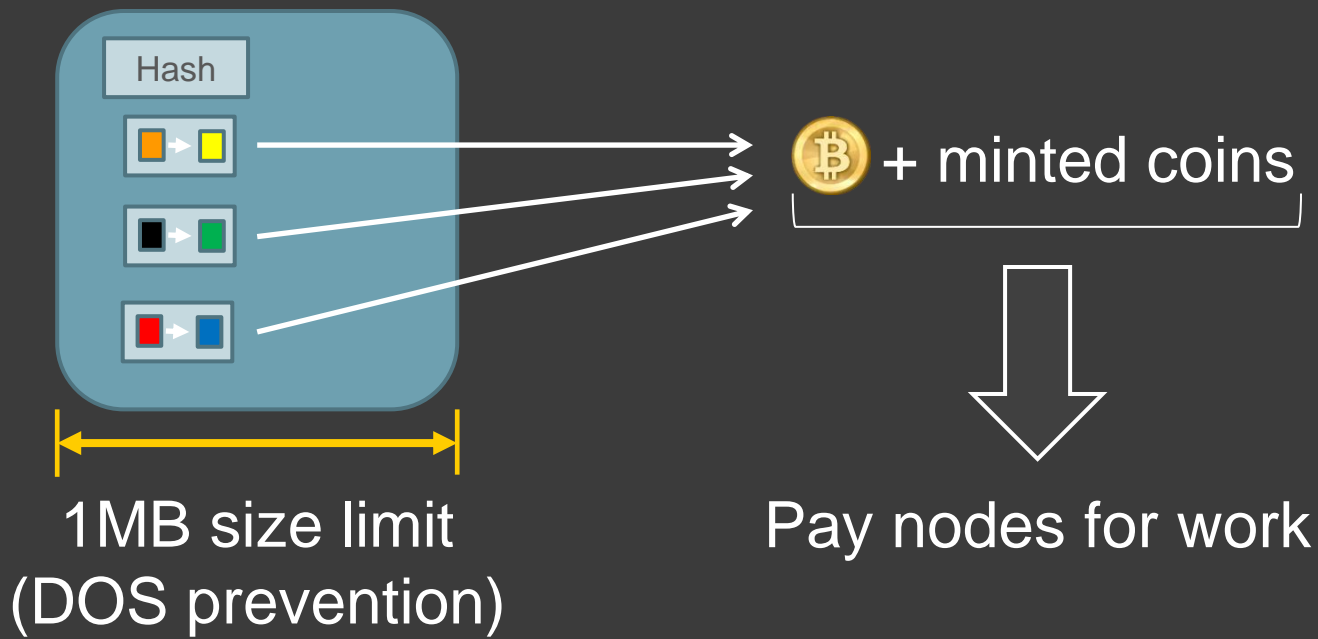 Hash
+ minted coins
1MB size limit
(DOS prevention)
Pay nodes for work